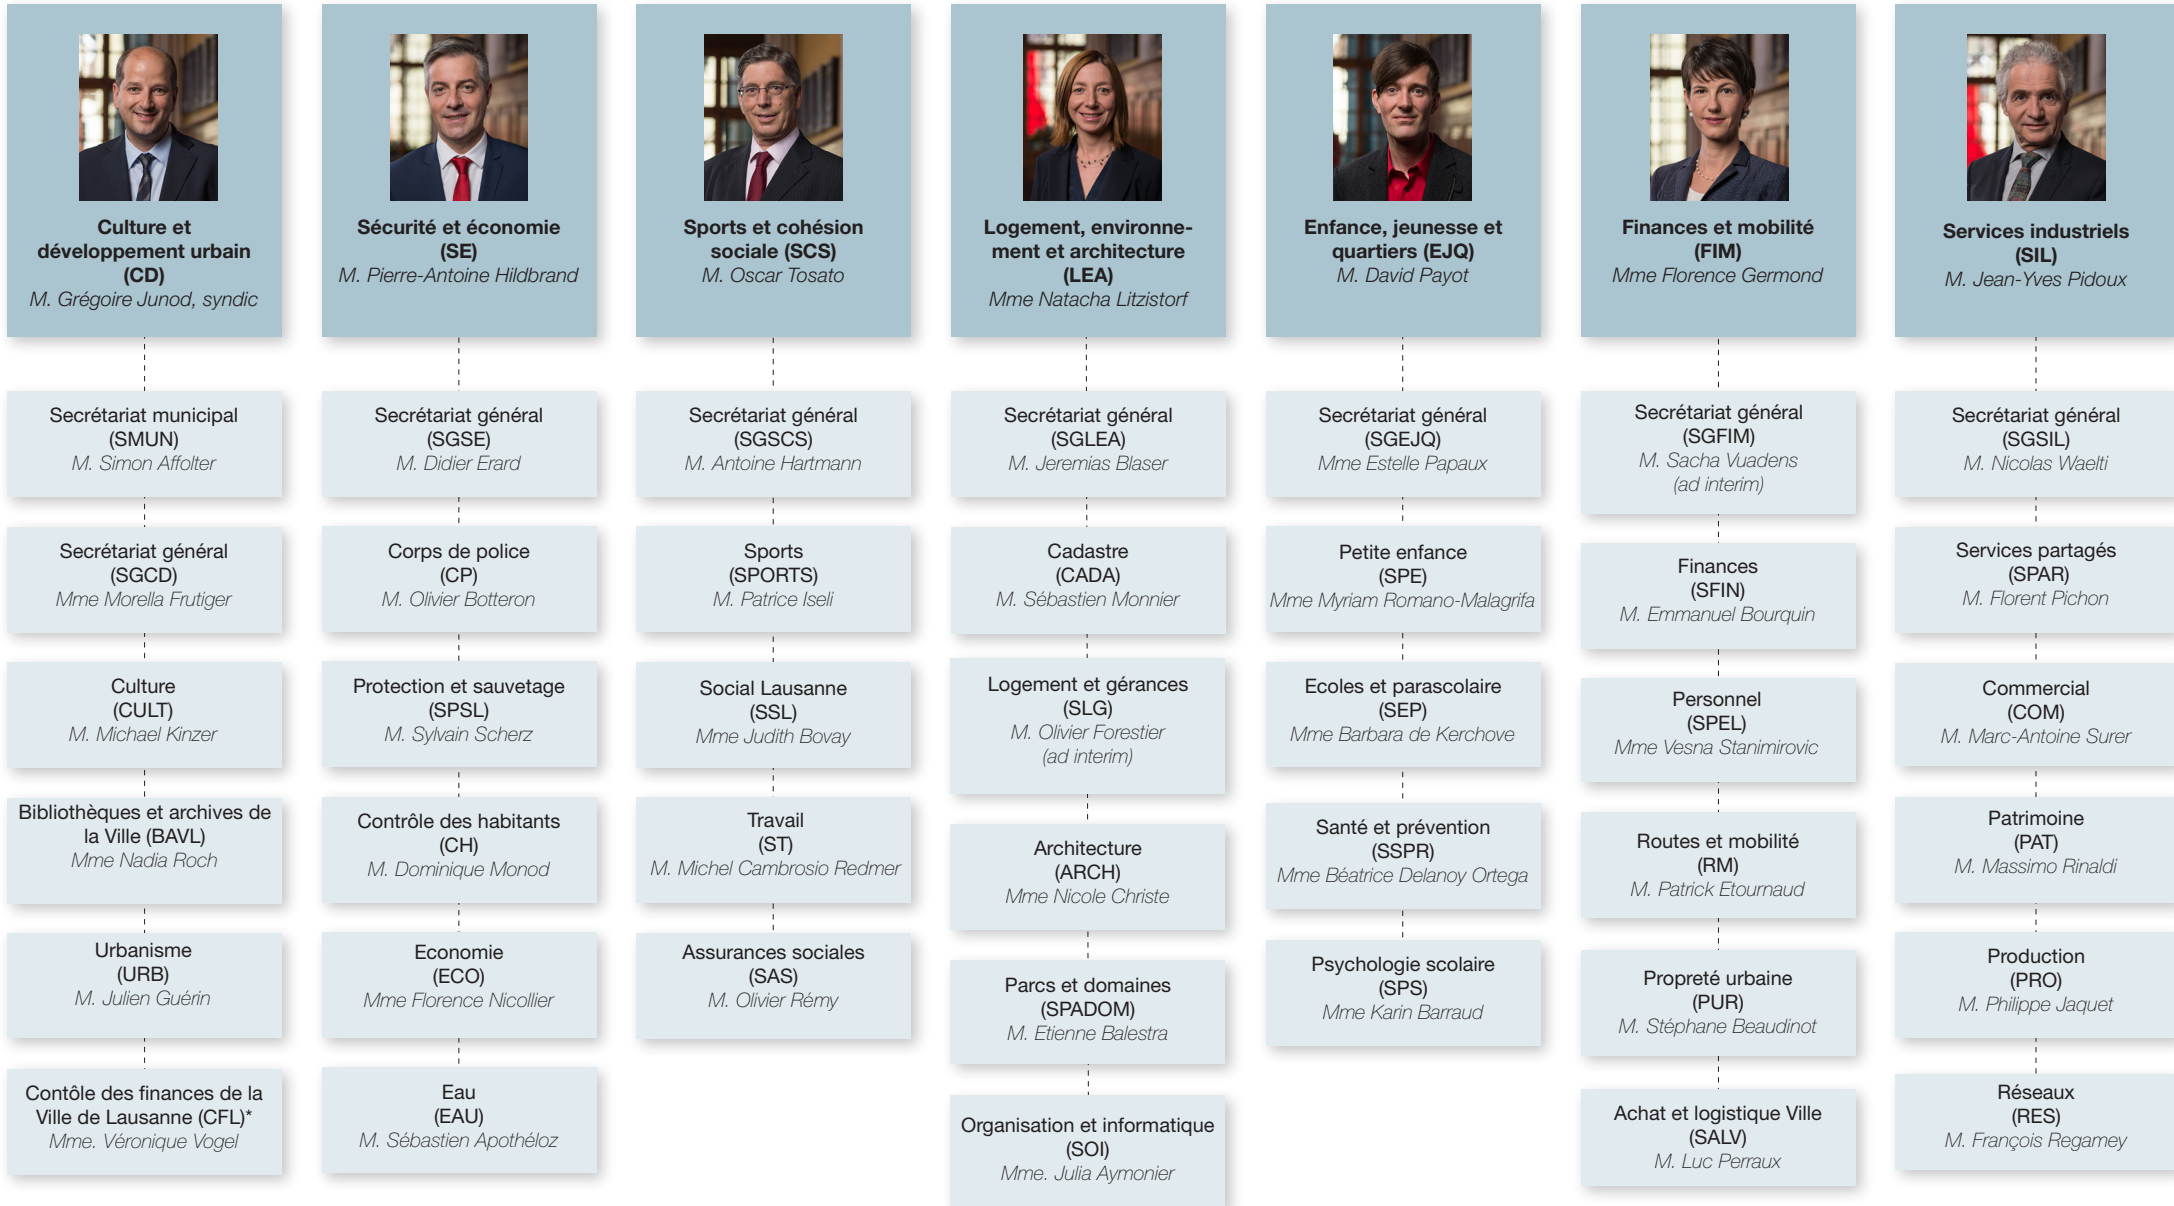 Culture et
développement urbain
(CD)
M. Grégoire Junod, syndic
Secrétariat municipal
(SMUN)
M. Simon Affolter
Secrétariat général
(SGCD)
Mme Morella Frutiger
Culture
(CULT)
M. Michael Kinzer
Bibliothèques et archives de
la Ville (BAVL)
Mme Nadia Roch
Urbanisme
(URB)
M. Julien Guérin
Contôle des finances de la
Ville de Lausanne (CFL)*
Mme. Véronique Vogel
Sécurité et économie
(SE)
M. Pierre-Antoine Hildbrand
Secrétariat général
(SGSE)
M. Didier Erard
Corps de police
(CP)
M. Olivier Botteron
Protection et sauvetage
(SPSL)
M. Sylvain Scherz
Contrôle des habitants
(CH)
M. Dominique Monod
Economie
(ECO)
Mme Florence Nicollier
Eau
(EAU)
M. Sébastien Apothéloz
Sports et cohésion
sociale (SCS)
M. Oscar Tosato
Secrétariat général
(SGSCS)
M. Antoine Hartmann
Sports
(SPORTS)
M. Patrice Iseli
Social Lausanne
(SSL)
Mme Judith Bovay
Travail
(ST)
M. Michel Cambrosio Redmer
Assurances sociales
(SAS)
M. Olivier Rémy
Logement, environne-
ment et architecture
(LEA)
Mme Natacha Litzistorf
Secrétariat général
(SGLEA)
M. Jeremias Blaser
Cadastre
(CADA)
M. Sébastien Monnier
Logement et gérances
(SLG)
M. Olivier Forestier
(ad interim)
Architecture
(ARCH)
Mme Nicole Christe
Parcs et domaines
(SPADOM)
M. Etienne Balestra
Organisation et informatique
(SOI)
Mme. Julia Aymonier
Enfance, jeunesse et
quartiers (EJQ)
M. David Payot
Secrétariat général
(SGEJQ)
Mme Estelle Papaux
Petite enfance
(SPE)
Mme Myriam Romano-Malagrifa
Ecoles et parascolaire
(SEP)
Mme Barbara de Kerchove
Santé et prévention
(SSPR)
Mme Béatrice Delanoy Ortega
Psychologie scolaire
(SPS)
Mme Karin Barraud
Finances et mobilité
(FIM)
Mme Florence Germond
Secrétariat général
(SGFIM)
M. Sacha Vuadens
(ad interim)
Finances
(SFIN)
M. Emmanuel Bourquin
Personnel
(SPEL)
Mme Vesna Stanimirovic
Routes et mobilité
(RM)
M. Patrick Etournaud
Propreté urbaine
(PUR)
M. Stéphane Beaudinot
Achat et logistique Ville
(SALV)
M. Luc Perraux
Services industriels
(SIL)
M. Jean-Yves Pidoux
Secrétariat général
(SGSIL)
M. Nicolas Waelti
Services partagés
(SPAR)
M. Florent Pichon
Commercial
(COM)
M. Marc-Antoine Surer
Patrimoine
(PAT)
M. Massimo Rinaldi
Production
(PRO)
M. Philippe Jaquet
Réseaux
(RES)
M. François Regamey